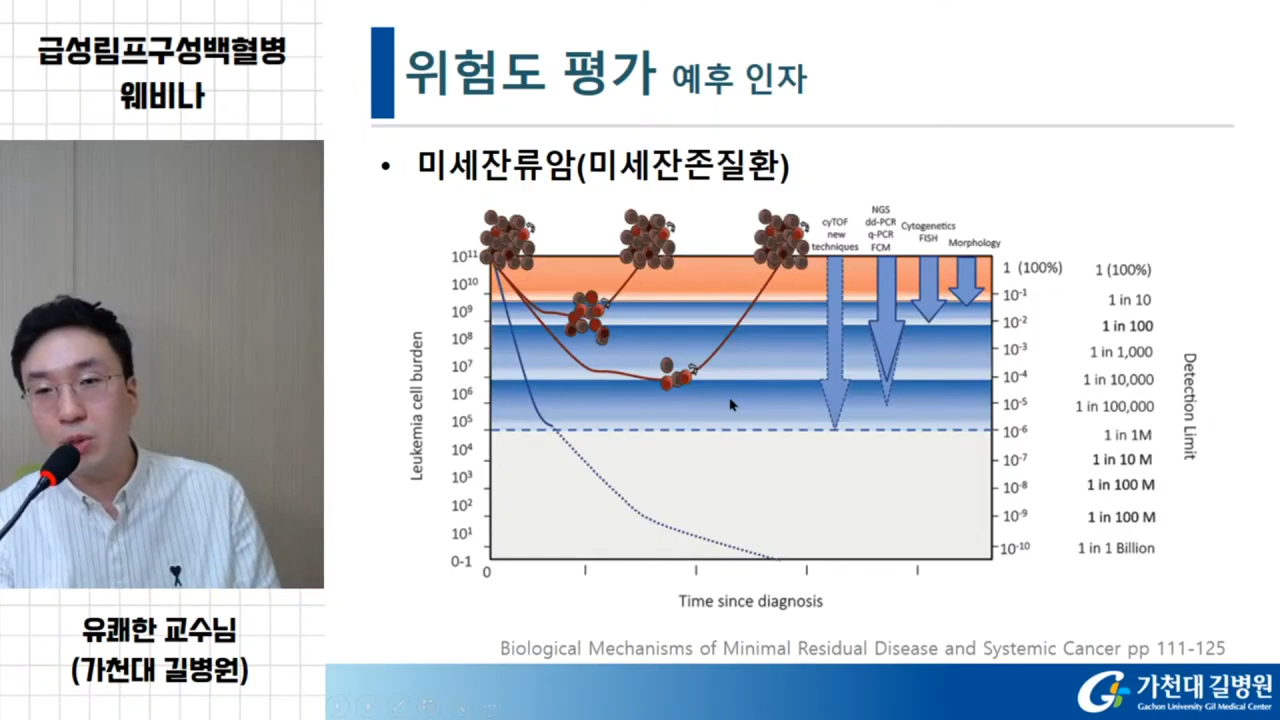 급성림프구성백혈병
웨비나
유쾌한 교수님
(가천대 길병원)
위험도 평가 예후 인자
• 미세잔류암(미세잔존질환)
cyTOF
new
techniques
NGS
dd-PCR
q-PCR
FCM
Cytogenetics
FISH
Morphology
Leukemia cell burden
10¹¹
10¹⁰
10⁹
10⁸
10⁷
10⁶
10⁵
10⁴
10³
10²
10¹
0-1
0
Time since diagnosis
1 (100%)
10⁻¹
10⁻²
10⁻³
10⁻⁴
10⁻⁵
10⁻⁶
10⁻⁷
10⁻⁸
10⁻⁹
10⁻¹⁰
1 (100%)
1 in 10
1 in 100
1 in 1,000
1 in 10,000
1 in 100,000
1 in 1M
1 in 10 M
1 in 100 M
1 in 100 M
1 in 1 Billion
Detection Limit
Biological Mechanisms of Minimal Residual Disease and Systemic Cancer pp 111-125
가천대 길병원
Gachon University Gil Medical Center